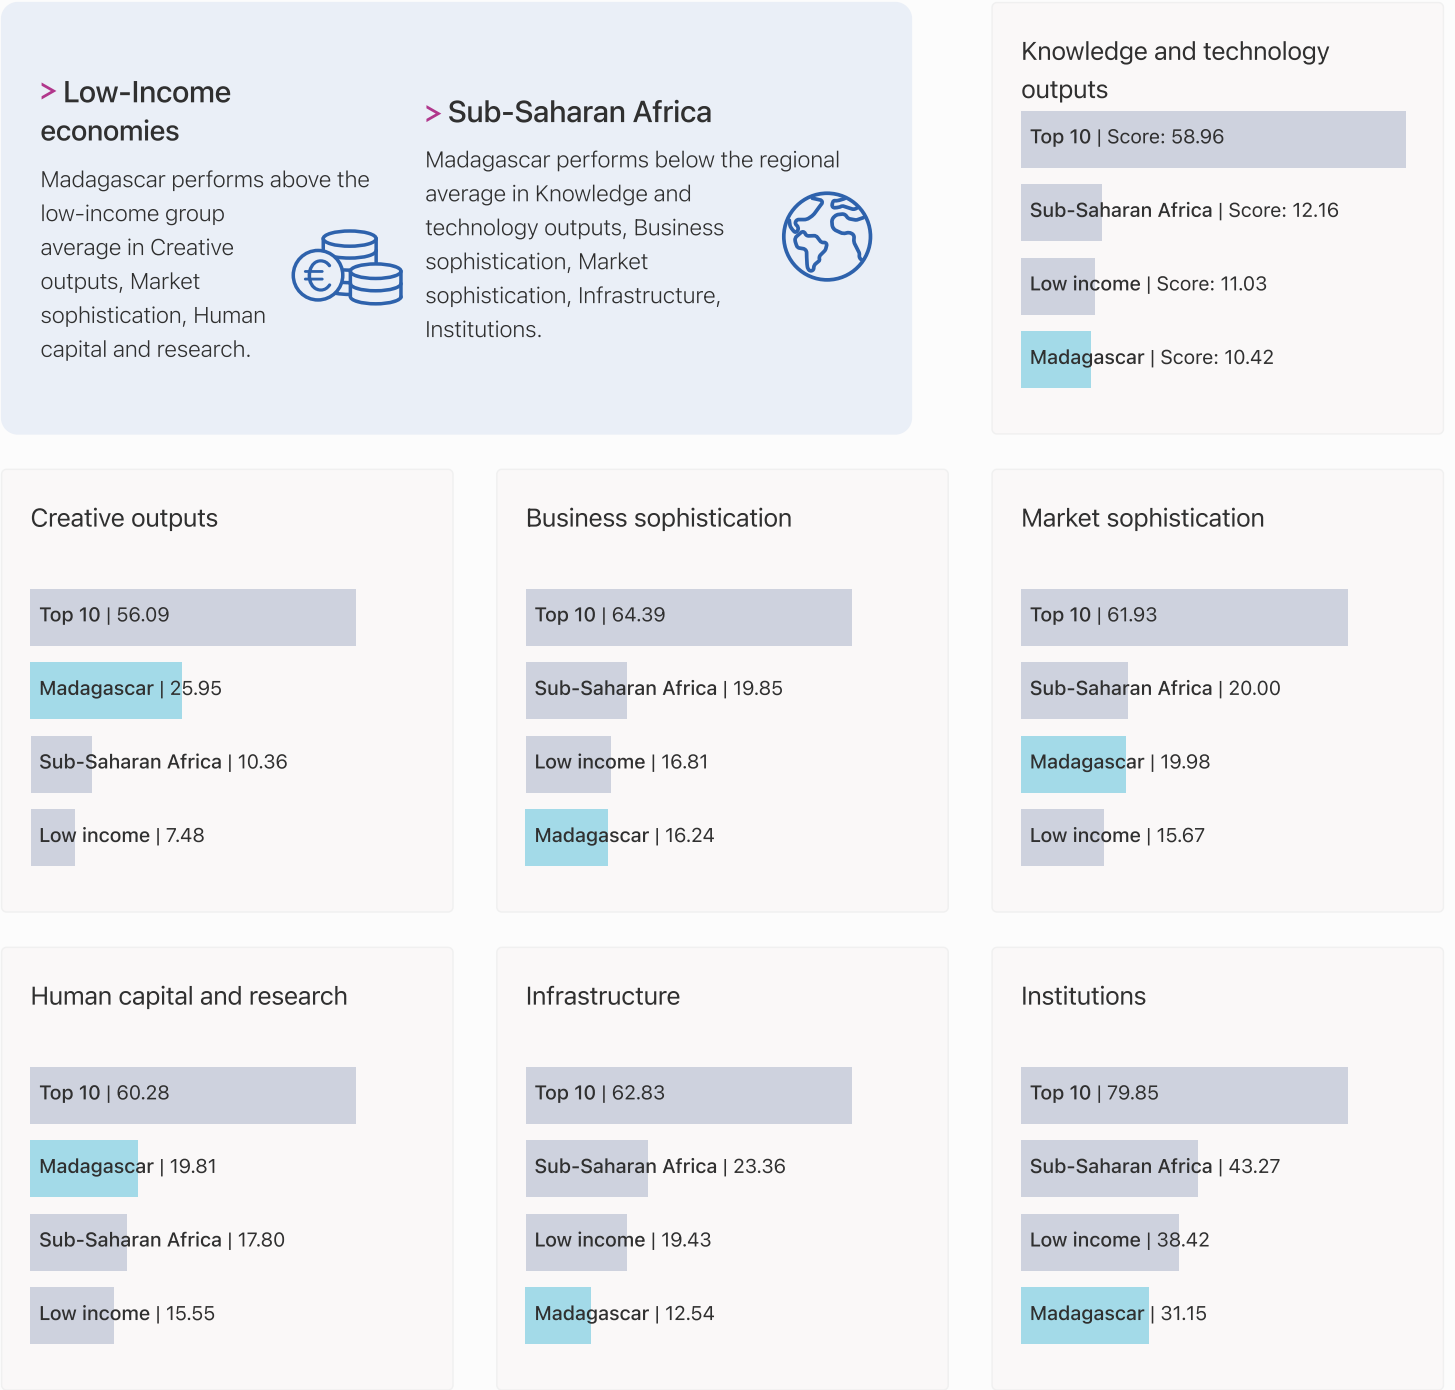 > Low-Income
economies
Madagascar performs above the
low-income group
average in Creative
outputs, Market
sophistication, Human
capital and research.
> Sub-Saharan Africa
Madagascar performs below the regional
average in Knowledge and
technology outputs, Business
sophistication, Market
sophistication, Infrastructure,
Institutions.
Knowledge and technology
outputs
Top 10 | Score: 58.96
Sub-Saharan Africa | Score: 12.16
Low income | Score: 11.03
Madagascar | Score: 10.42
Creative outputs
Top 10 | 56.09
Madagascar | 25.95
Sub-Saharan Africa | 10.36
Low income | 7.48
Business sophistication
Top 10 | 64.39
Sub-Saharan Africa | 19.85
Low income | 16.81
Madagascar | 16.24
Market sophistication
Top 10 | 61.93
Sub-Saharan Africa | 20.00
Madagascar | 19.98
Low income | 15.67
Human capital and research
Top 10 | 60.28
Madagascar | 19.81
Sub-Saharan Africa | 17.80
Low income | 15.55
Infrastructure
Top 10 | 62.83
Sub-Saharan Africa | 23.36
Low income | 19.43
Madagascar | 12.54
Institutions
Top 10 | 79.85
Sub-Saharan Africa | 43.27
Low income | 38.42
Madagascar | 31.15